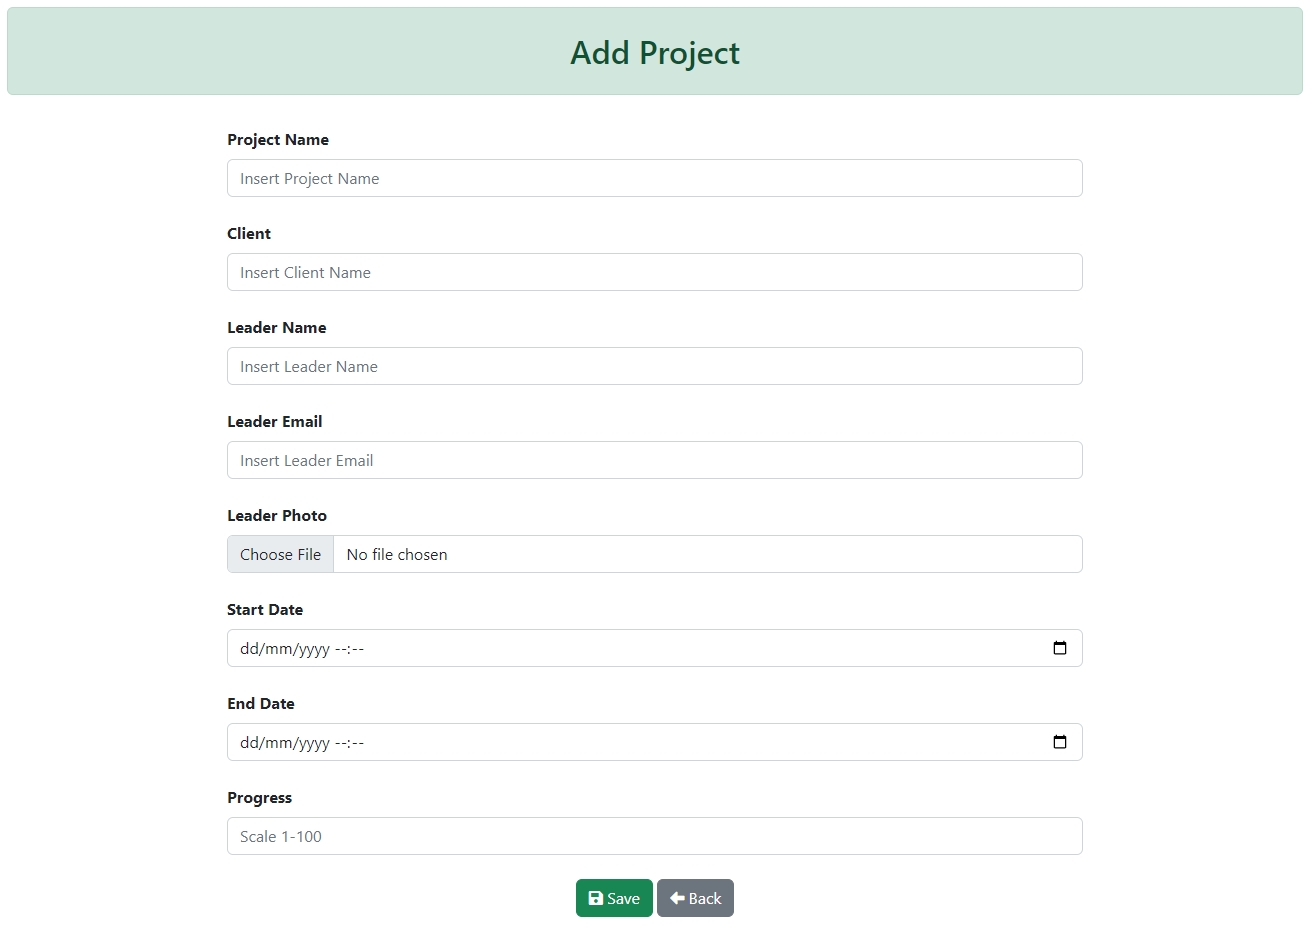 Add Project
Project Name
Insert Project Name
Client
Insert Client Name
Leader Name
Insert Leader Name
Leader Email
Insert Leader Email
Leader Photo
Choose File No file chosen
Start Date
dd/mm/yyyy --:--
End Date
dd/mm/yyyy --:--
Progress
Scale 1-100
Save Back